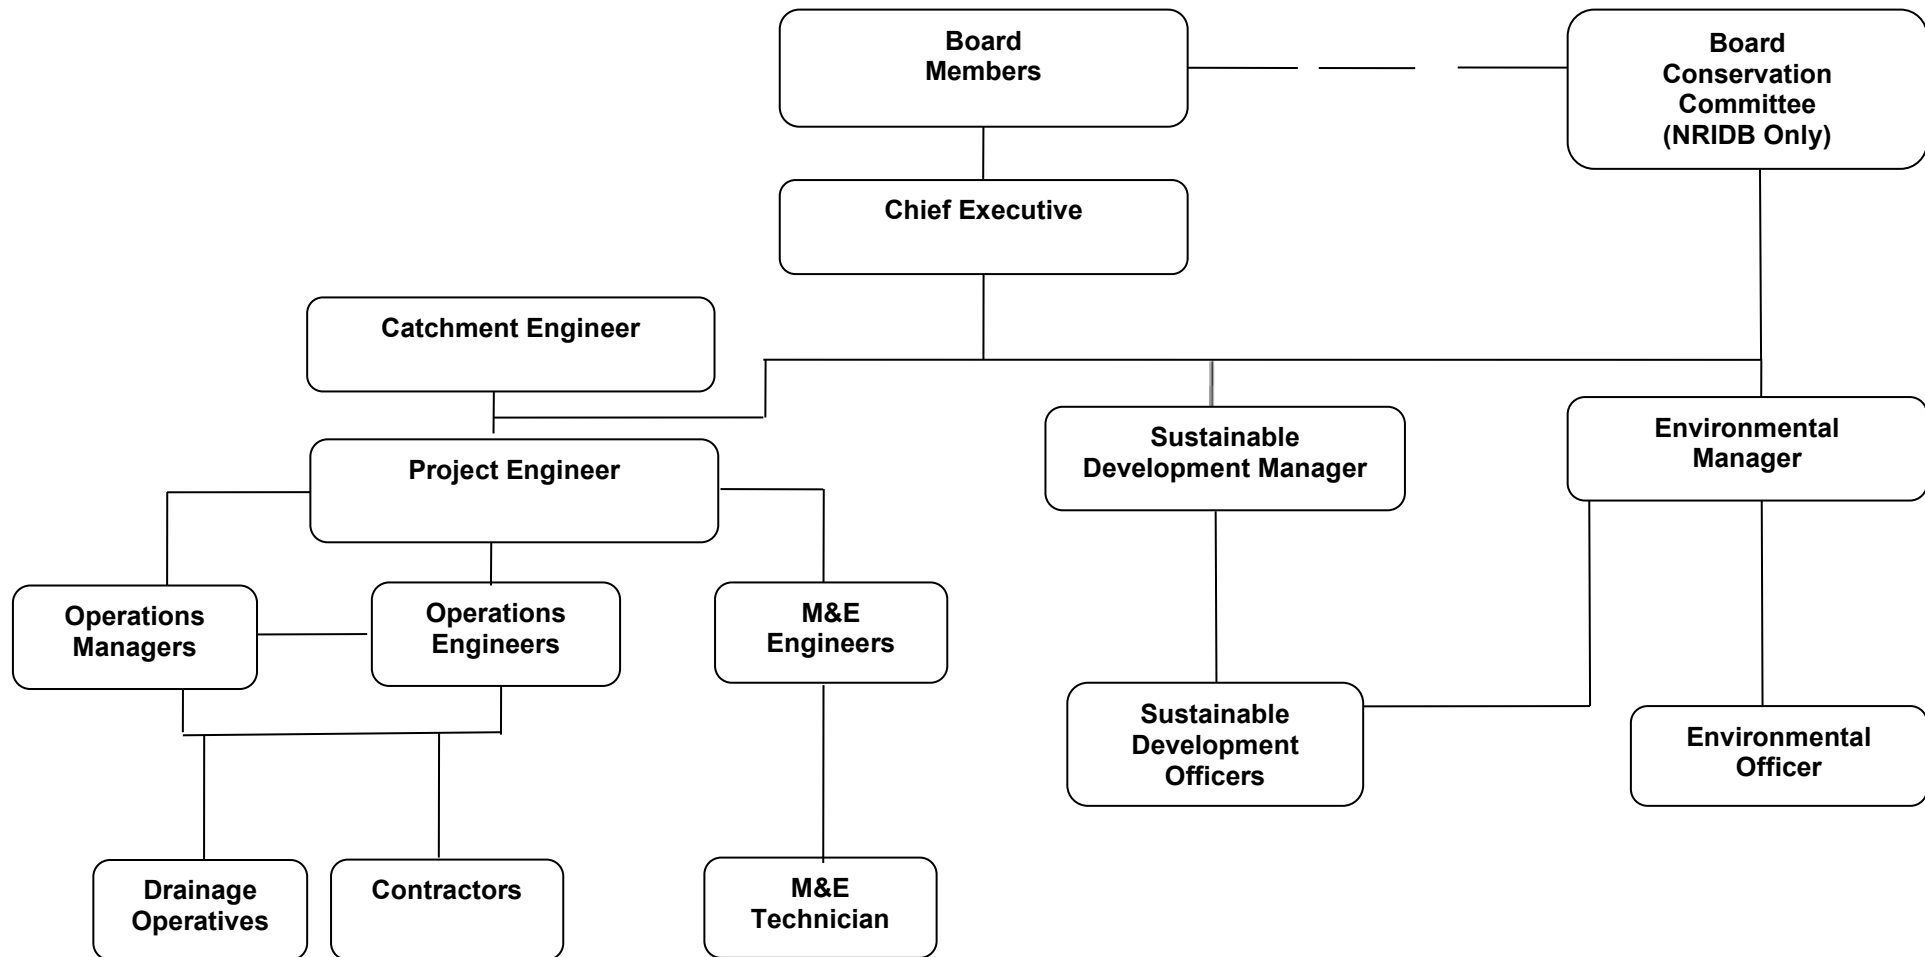 Board
Members
Board
Conservation
Committee
(NRIDB Only)
Chief Executive
Catchment Engineer
Sustainable
Development Manager
Environmental
Manager
Project Engineer
Operations
Managers
Operations
Engineers
M&E
Engineers
Sustainable
Development
Officers
Environmental
Officer
Drainage
Operatives
Contractors
M&E
Technician